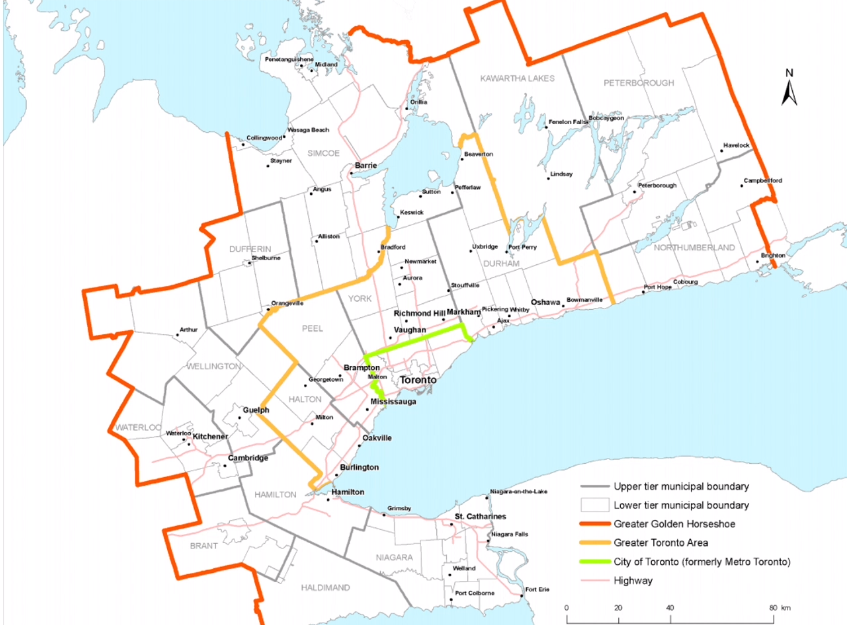 Penetanguishene
Midland
KAWARTHA LAKES
PETERBOROUGH
N
Orillia
Fenelon Falls
Bobcaygeon
Wasaga Beach
Collingwood
SIMCOE
Stayner
Beaverton
Havelock
Barrie
Lindsay
Campbellford
Angus
Sutton
Pefferlaw
Peterborough
Keswick
Alliston
DUFFERIN
Bradford
Uxbridge
Port Perry
NORTHUMBERLAND
Shelburne
Newmarket
DURHAM
Brighton
Aurora
Stouffville
Port Hope
Cobourg
Orangeville
YORK
Oshawa
Bowmanville
Richmond Hill
Markham
Pickering
Whitby
Ajax
PEEL
Vaughan
Arthur
WELLINGTON
Brampton
Malton
Toronto
Georgetown
HALTON
Mississauga
Guelph
Milton
WATERLOO
Waterloo
Kitchener
Oakville
Cambridge
Burlington
HAMILTON
Hamilton
Niagara-on-the-Lake
Grimsby
St. Catharines
Niagara Falls
BRANT
NIAGARA
Welland
HALDIMAND
Port Colborne
Fort Erie
Upper tier municipal boundary
Lower tier municipal boundary
Greater Golden Horseshoe
Greater Toronto Area
City of Toronto (formerly Metro Toronto)
Highway
0 20 40 80 km